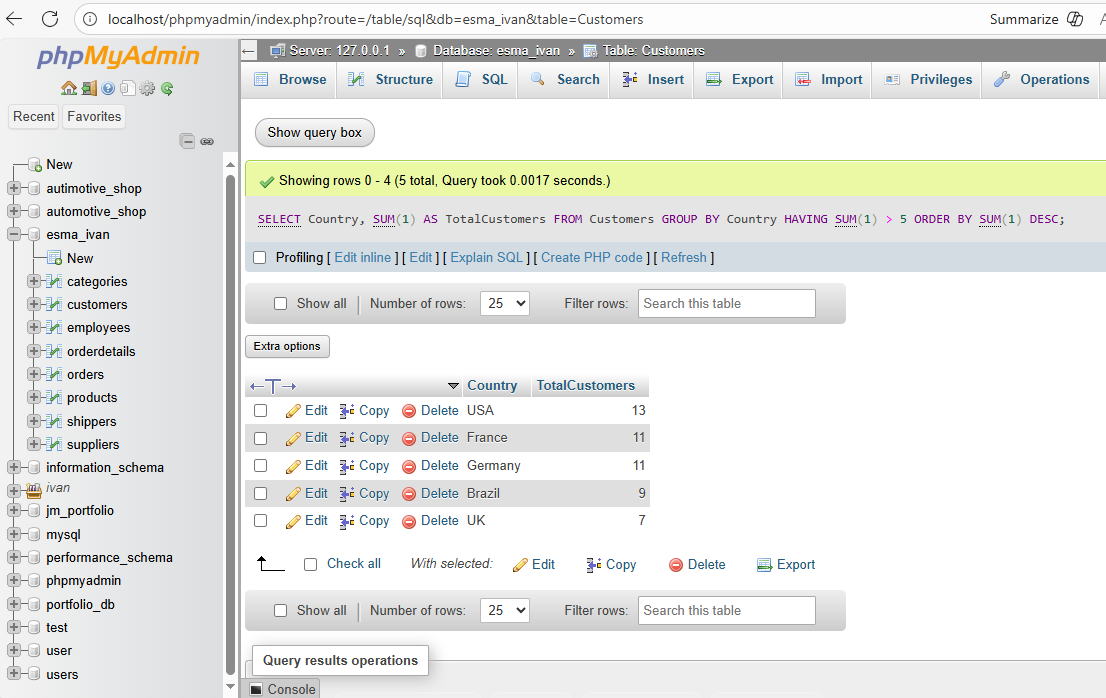 localhost/phpmyadmin/index.php?route=/table/sql&db=esma_ivan&table=Customers
Summarize
phpMyAdmin
Recent Favorites
New
autimotive_shop
automotive_shop
esma_ivan
New
categories
customers
employees
orderdetails
orders
products
shippers
suppliers
information_schema
ivan
jm_portfolio
mysql
performance_schema
phpmyadmin
portfolio_db
test
user
users
Server: 127.0.0.1 » Database: esma_ivan » Table: Customers
Browse Structure SQL Search Insert Export Import Privileges Operations
Show query box
Showing rows 0 - 4 (5 total, Query took 0.0017 seconds.)
SELECT Country, SUM(1) AS TotalCustomers FROM Customers GROUP BY Country HAVING SUM(1) > 5 ORDER BY SUM(1) DESC;
Profiling [ Edit inline ] [ Edit ] [ Explain SQL ] [ Create PHP code ] [ Refresh ]
Show all | Number of rows: 25 Filter rows: Search this table
Extra options
←T→ Country TotalCustomers
Edit Copy Delete USA 13
Edit Copy Delete France 11
Edit Copy Delete Germany 11
Edit Copy Delete Brazil 9
Edit Copy Delete UK 7
Check all With selected: Edit Copy Delete Export
Show all | Number of rows: 25 Filter rows: Search this table
Query results operations
Console